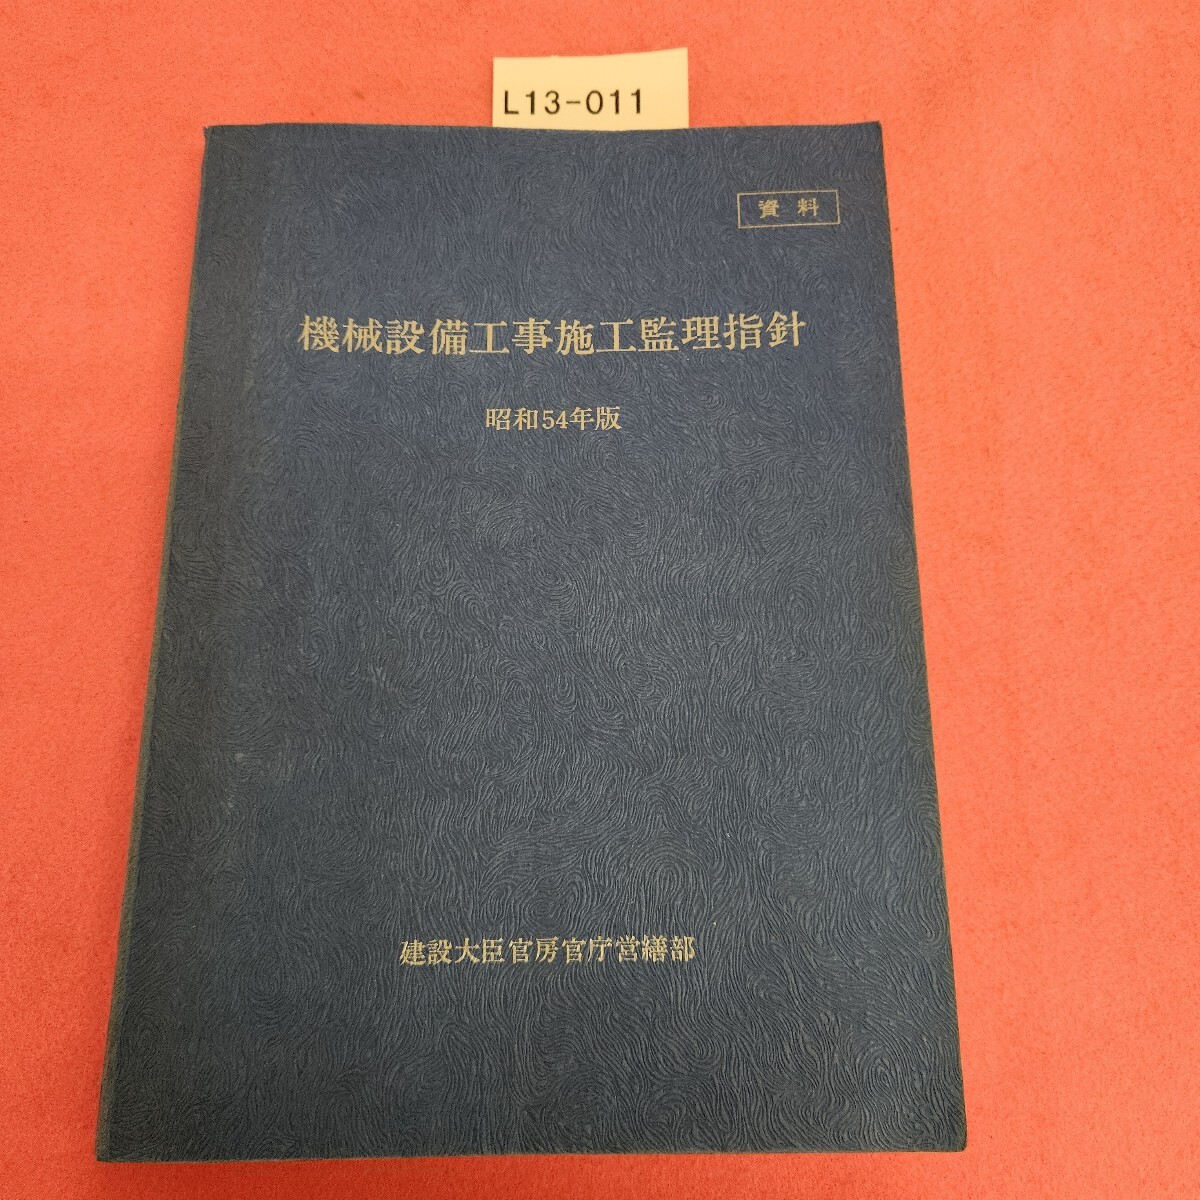 L13-011
資料
機械設備工事施工監理指針
昭和54年版
建設大臣官房官庁営繕部